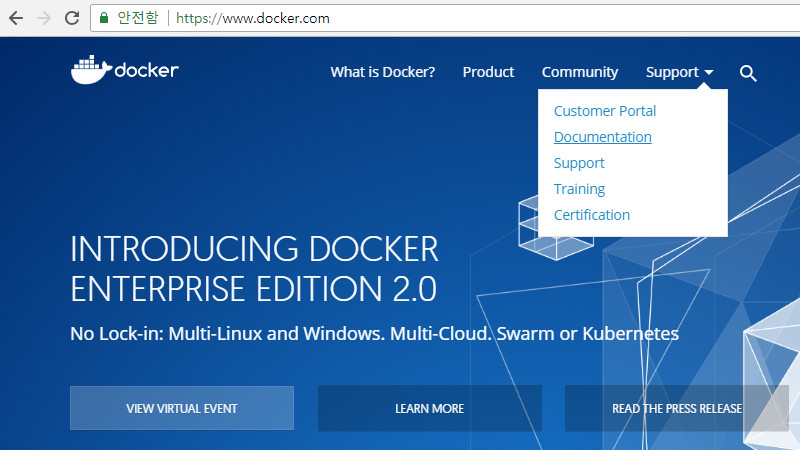 안전함 | https://www.docker.com
docker What is Docker? Product Community Support
Customer Portal
Documentation
Support
Training
Certification
INTRODUCING DOCKER
ENTERPRISE EDITION 2.0
No Lock-in: Multi-Linux and Windows. Multi-Cloud. Swarm or Kubernetes
VIEW VIRTUAL EVENT LEARN MORE READ THE PRESS RELEASE